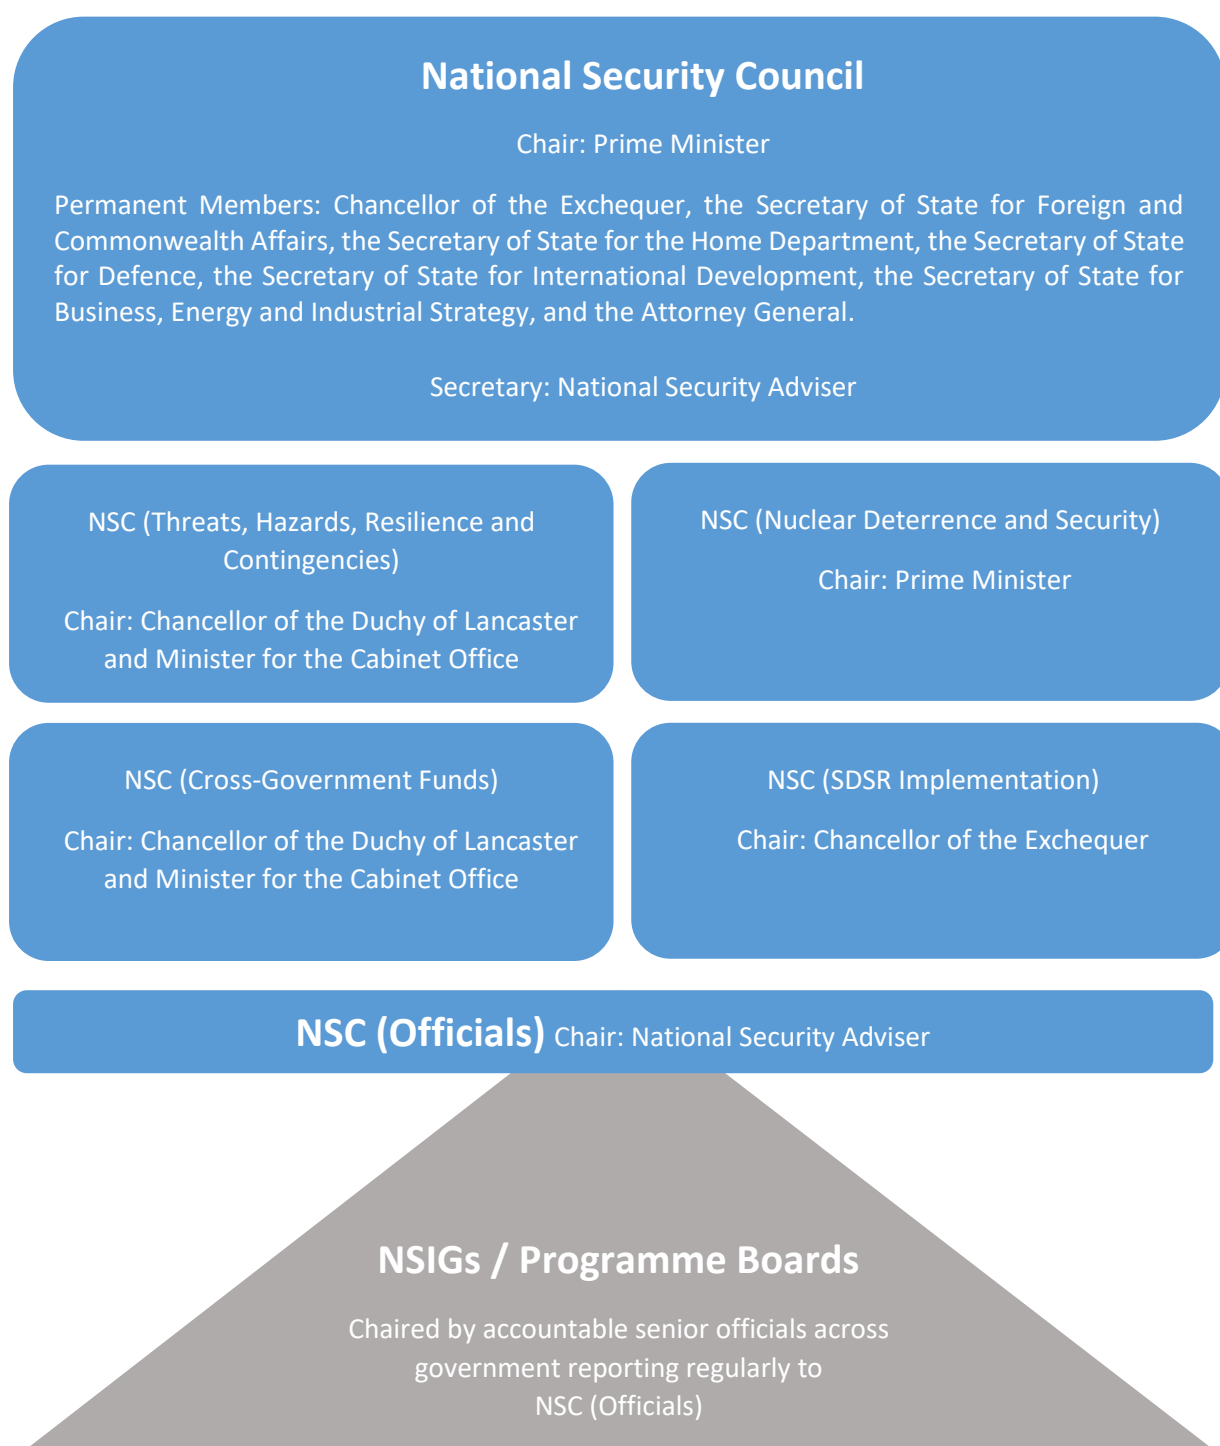 National Security Council
Chair: Prime Minister
Permanent Members: Chancellor of the Exchequer, the Secretary of State for Foreign and
Commonwealth Affairs, the Secretary of State for the Home Department, the Secretary of State
for Defence, the Secretary of State for International Development, the Secretary of State for
Business, Energy and Industrial Strategy, and the Attorney General.
Secretary: National Security Adviser
NSC (Threats, Hazards, Resilience and
Contingencies)
Chair: Chancellor of the Duchy of Lancaster
and Minister for the Cabinet Office
NSC (Nuclear Deterrence and Security)
Chair: Prime Minister
NSC (Cross-Government Funds)
Chair: Chancellor of the Duchy of Lancaster
and Minister for the Cabinet Office
NSC (SDSR Implementation)
Chair: Chancellor of the Exchequer
NSC (Officials) Chair: National Security Adviser
NSIGs / Programme Boards
Chaired by accountable senior officials across
government reporting regularly to
NSC (Officials)